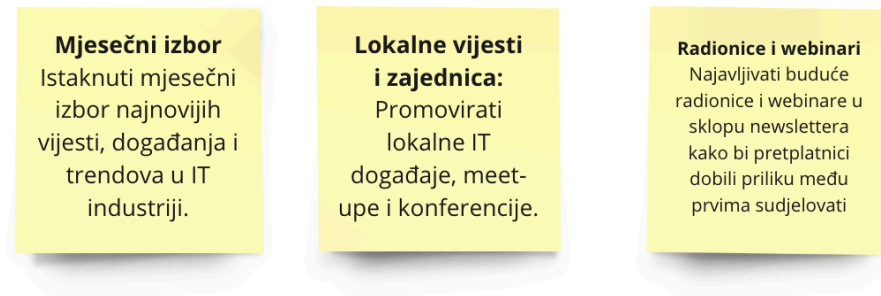 Mjesečni izbor
Istaknuti mjesečni
izbor najnovijih
vijesti, događanja i
trendova u IT
industriji.
Lokalne vijesti
i zajednica:
Promovirati
lokalne IT
događaje, meet-
upe i konferencije.
Radionice i webinari
Najavljivati buduće
radionice i webinare u
sklopu newslettera
kako bi pretplatnici
dobili priliku među
prvima sudjelovati